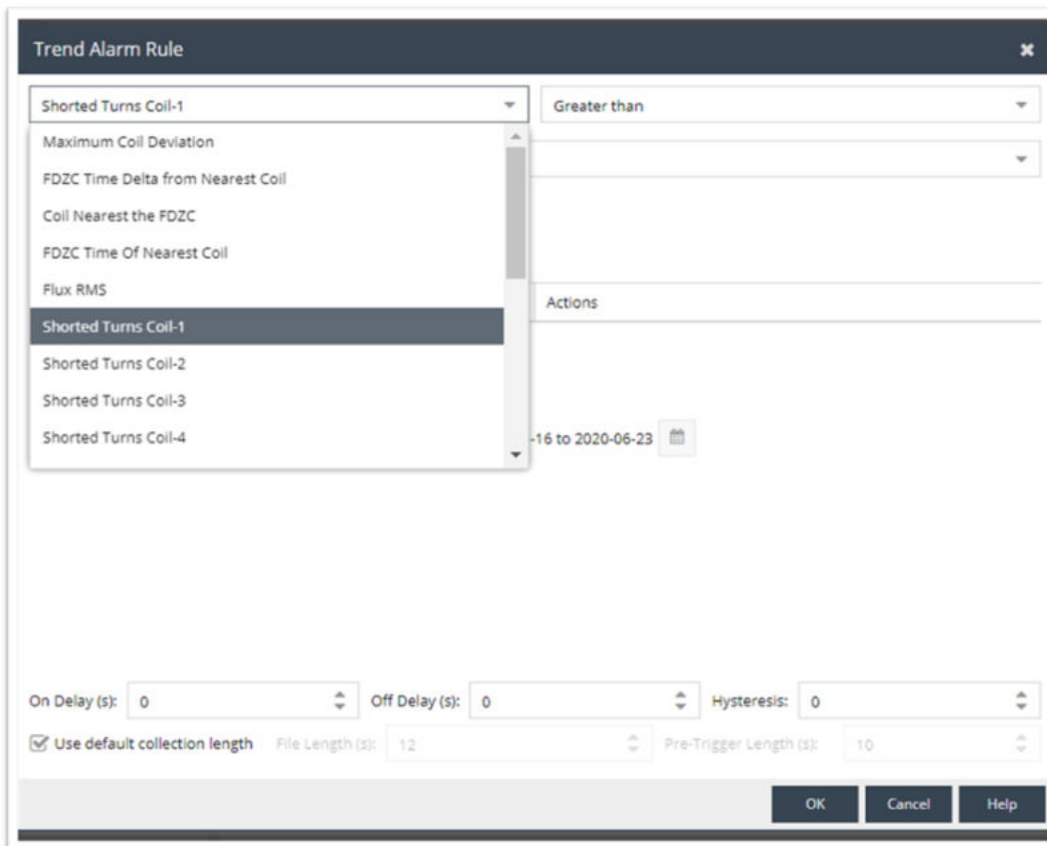 Trend Alarm Rule
Shorted Turns Coil-1
Greater than
Maximum Coil Deviation
FDZC Time Delta from Nearest Coil
Coil Nearest the FDZC
FDZC Time Of Nearest Coil
Flux RMS
Actions
Shorted Turns Coil-1
Shorted Turns Coil-2
Shorted Turns Coil-3
Shorted Turns Coil-4
-16 to 2020-06-23
On Delay (s): 0 Off Delay (s): 0 Hysteresis: 0
Use default collection length File Length (s): 12 Pre-Trigger Length (s): 10
OK Cancel Help